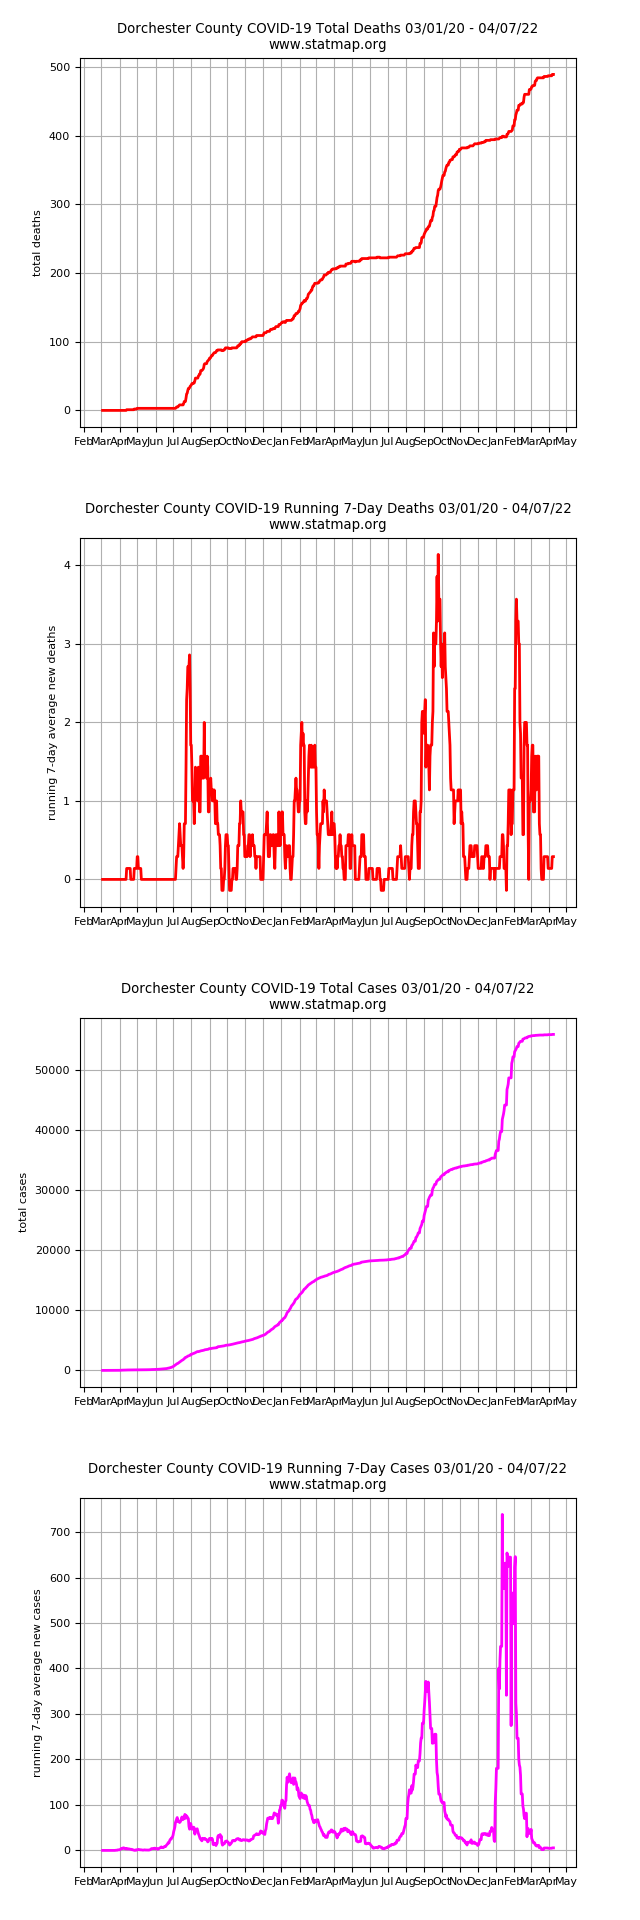 Dorchester County COVID-19 Total Deaths 03/01/20 - 04/07/22
www.statmap.org
500
400
300
200
100
0
total deaths
Feb Mar Apr May Jun Jul Aug Sep Oct Nov Dec Jan Feb Mar Apr May Jun Jul Aug Sep Oct Nov Dec Jan Feb Mar Apr May
Dorchester County COVID-19 Running 7-Day Deaths 03/01/20 - 04/07/22
www.statmap.org
4
3
2
1
0
running 7-day average new deaths
Feb Mar Apr May Jun Jul Aug Sep Oct Nov Dec Jan Feb Mar Apr May Jun Jul Aug Sep Oct Nov Dec Jan Feb Mar Apr May
Dorchester County COVID-19 Total Cases 03/01/20 - 04/07/22
www.statmap.org
50000
40000
30000
20000
10000
0
total cases
Feb Mar Apr May Jun Jul Aug Sep Oct Nov Dec Jan Feb Mar Apr May Jun Jul Aug Sep Oct Nov Dec Jan Feb Mar Apr May
Dorchester County COVID-19 Running 7-Day Cases 03/01/20 - 04/07/22
www.statmap.org
700
600
500
400
300
200
100
0
running 7-day average new cases
Feb Mar Apr May Jun Jul Aug Sep Oct Nov Dec Jan Feb Mar Apr May Jun Jul Aug Sep Oct Nov Dec Jan Feb Mar Apr May